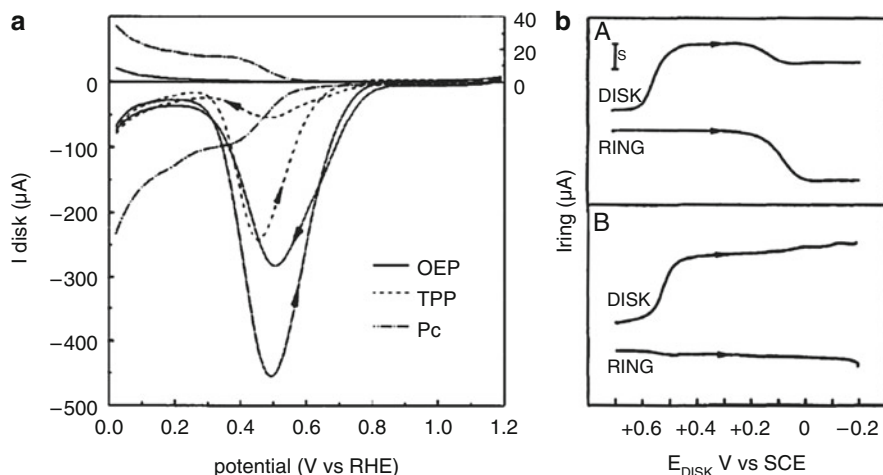 a
I disk (µA)
0
−100
−200
−300
−400
−500
40
20
0
0
OEP
TPP
Pc
0.0 0.2 0.4 0.6 0.8 1.0 1.2
potential (V vs RHE)
b
Iring (µA)
A
S
DISK
RING
B
DISK
RING
+0.6 +0.4 +0.2 0 −0.2
E_DISK V vs SCE